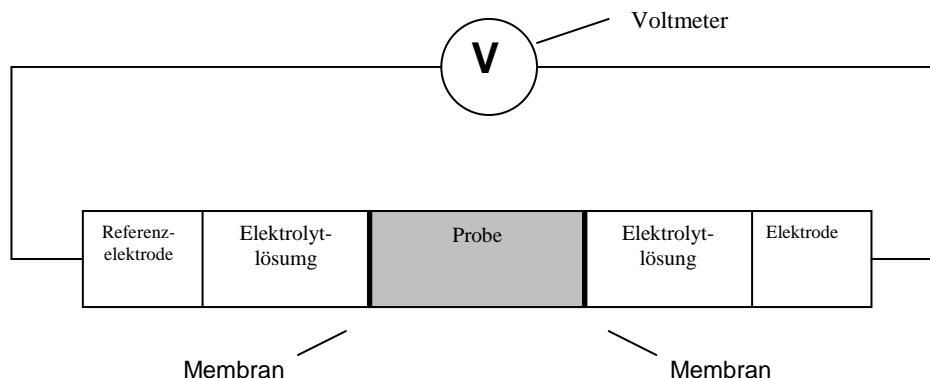 Voltmeter
V
Referenz-
elektrode
Elektrolyt-
lösumg
Probe
Elektrolyt-
lösung
Elektrode
Membran
Membran